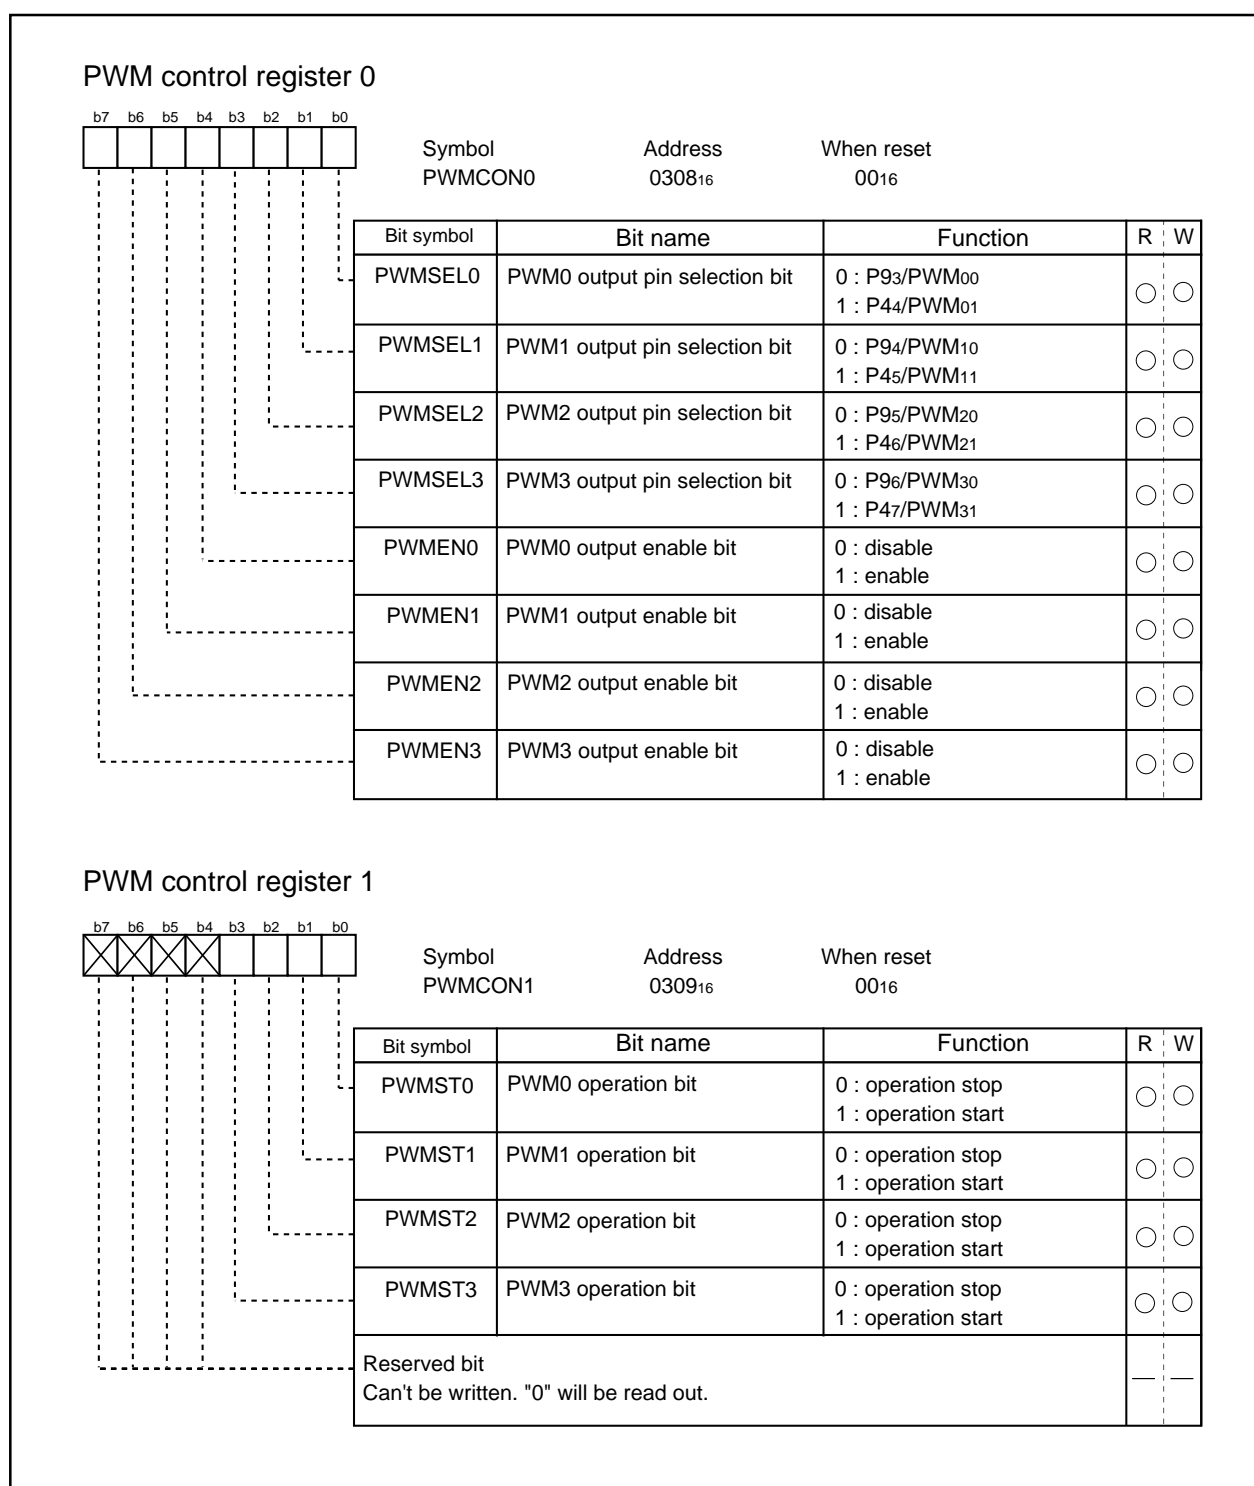 PWM control register 0
b7 b6 b5 b4 b3 b2 b1 b0
Symbol Address When reset
PWMCON0 030816 0016
Bit symbol Bit name Function R W
PWMSEL0 PWM0 output pin selection bit 0 : P93/PWM00
1 : P44/PWM01
PWMSEL1 PWM1 output pin selection bit 0 : P94/PWM10
1 : P45/PWM11
PWMSEL2 PWM2 output pin selection bit 0 : P95/PWM20
1 : P46/PWM21
PWMSEL3 PWM3 output pin selection bit 0 : P96/PWM30
1 : P47/PWM31
PWMEN0 PWM0 output enable bit 0 : disable
1 : enable
PWMEN1 PWM1 output enable bit 0 : disable
1 : enable
PWMEN2 PWM2 output enable bit 0 : disable
1 : enable
PWMEN3 PWM3 output enable bit 0 : disable
1 : enable
PWM control register 1
b7 b6 b5 b4 b3 b2 b1 b0
Symbol Address When reset
PWMCON1 030916 0016
Bit symbol Bit name Function R W
PWMST0 PWM0 operation bit 0 : operation stop
1 : operation start
PWMST1 PWM1 operation bit 0 : operation stop
1 : operation start
PWMST2 PWM2 operation bit 0 : operation stop
1 : operation start
PWMST3 PWM3 operation bit 0 : operation stop
1 : operation start
Reserved bit
Can't be written. "0" will be read out. — —